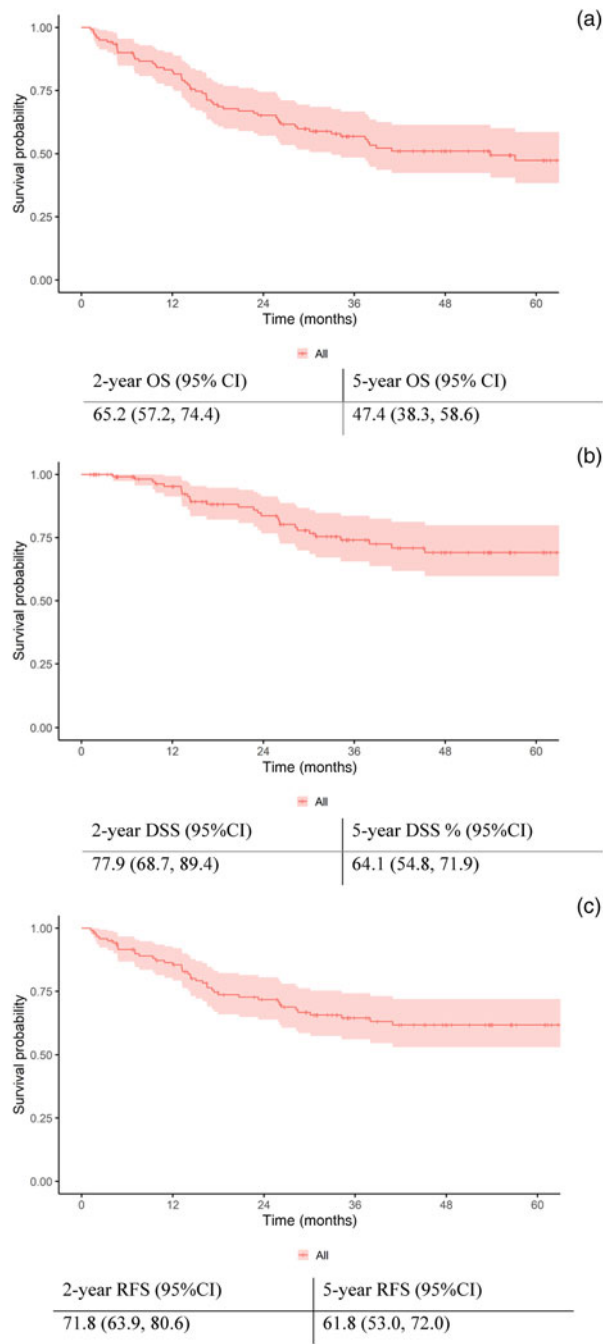 (a)
1.00
0.75
0.50
0.25
0.00
Survival probability
0 12 24 36 48 60
Time (months)
All
2-year OS (95% CI) 5-year OS (95% CI)
65.2 (57.2, 74.4) 47.4 (38.3, 58.6)
(b)
1.00
0.75
0.50
0.25
0.00
Survival probability
0 12 24 36 48 60
Time (months)
All
2-year DSS (95%CI) 5-year DSS % (95%CI)
77.9 (68.7, 89.4) 64.1 (54.8, 71.9)
(c)
1.00
0.75
0.50
0.25
0.00
Survival probability
0 12 24 36 48 60
Time (months)
All
2-year RFS (95%CI) 5-year RFS (95%CI)
71.8 (63.9, 80.6) 61.8 (53.0, 72.0)